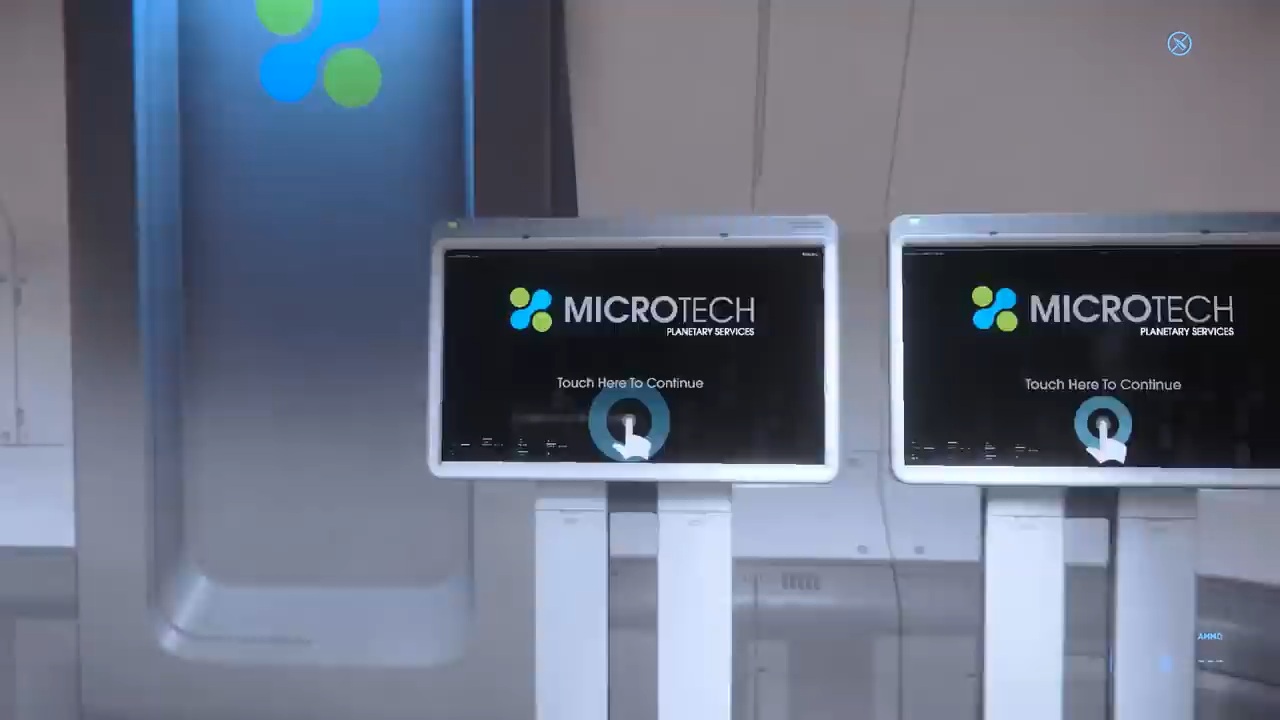 MICROTECH
PLANETARY SERVICES
Touch Here To Continue
MICROTECH
PLANETARY SERVICES
Touch Here To Continue
AMMO